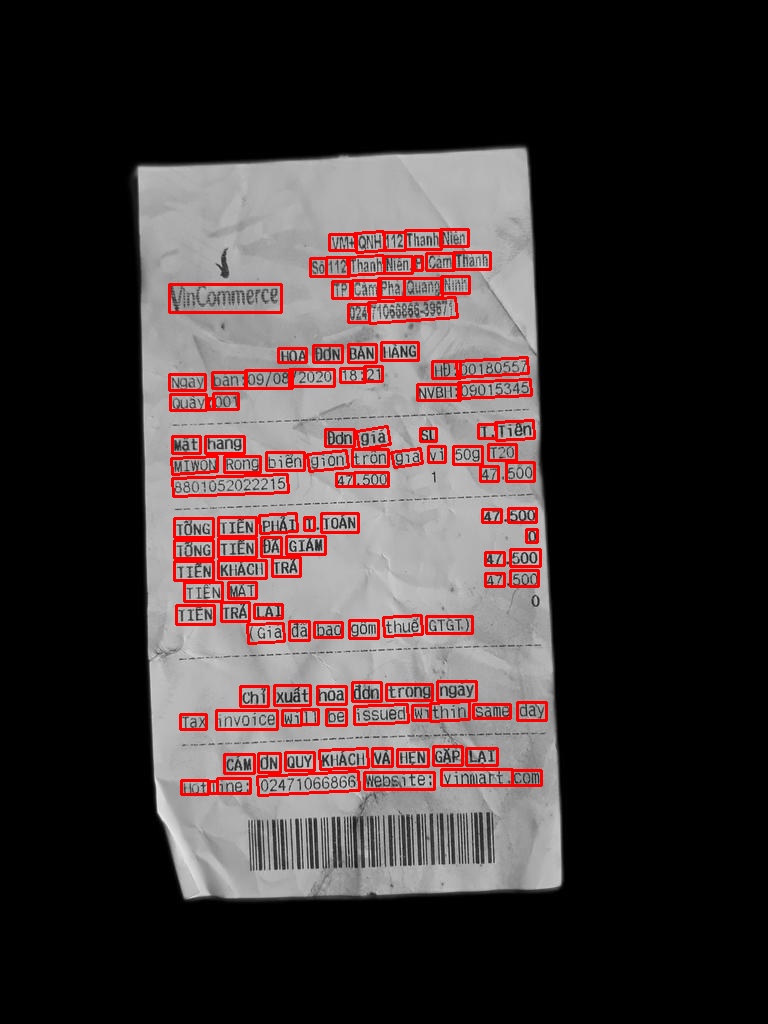 VM+ QNH 112 Thanh Niên
Số 112 Thanh Niên, P. Cẩm Thành
TP. Cẩm Phả, Quảng Ninh
VinCommerce
02471066866-39671
HÓA ĐƠN BÁN HÀNG
Ngày bán:09/08/2020 18:21 HĐ:00180557
Quầy:001 NVBH:09015345
Mặt hàng Đơn giá SL T.Tiền
MIWON Rong biển giòn trộn gia vị 50g T20
8801052022215 47.500 1 47.500
TỔNG TIỀN PHẢI T.TOÁN 47.500
TỔNG TIỀN ĐÃ GIẢM 0
TIỀN KHÁCH TRẢ 47.500
TIỀN MẶT 47.500
TIỀN TRẢ LẠI 0
(Giá đã bao gồm thuế GTGT)
Chỉ xuất hóa đơn trong ngày
Tax invoice will be issued within same day
CẢM ƠN QUÝ KHÁCH VÀ HẸN GẶP LẠI
Hotline: 02471066866 Website: vinmart.com